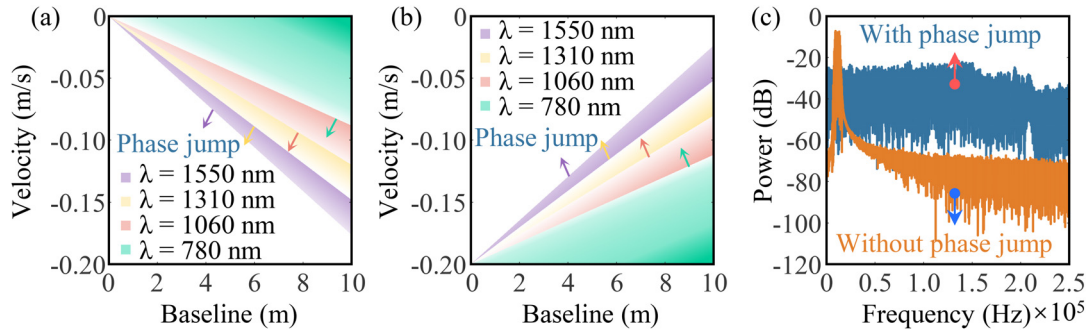 (a)
0
-0.05
-0.10
-0.15
-0.20
Velocity (m/s)
Phase jump
λ = 1550 nm
λ = 1310 nm
λ = 1060 nm
λ = 780 nm
0 2 4 6 8 10
Baseline (m)
(b)
0
-0.05
-0.10
-0.15
-0.20
Velocity (m/s)
λ = 1550 nm
λ = 1310 nm
λ = 1060 nm
λ = 780 nm
Phase jump
0 2 4 6 8 10
Baseline (m)
(c)
0
-20
-40
-60
-80
-100
-120
Power (dB)
With phase jump
Without phase jump
0 0.5 1.0 1.5 2.0 2.5
Frequency (Hz) ×10⁵